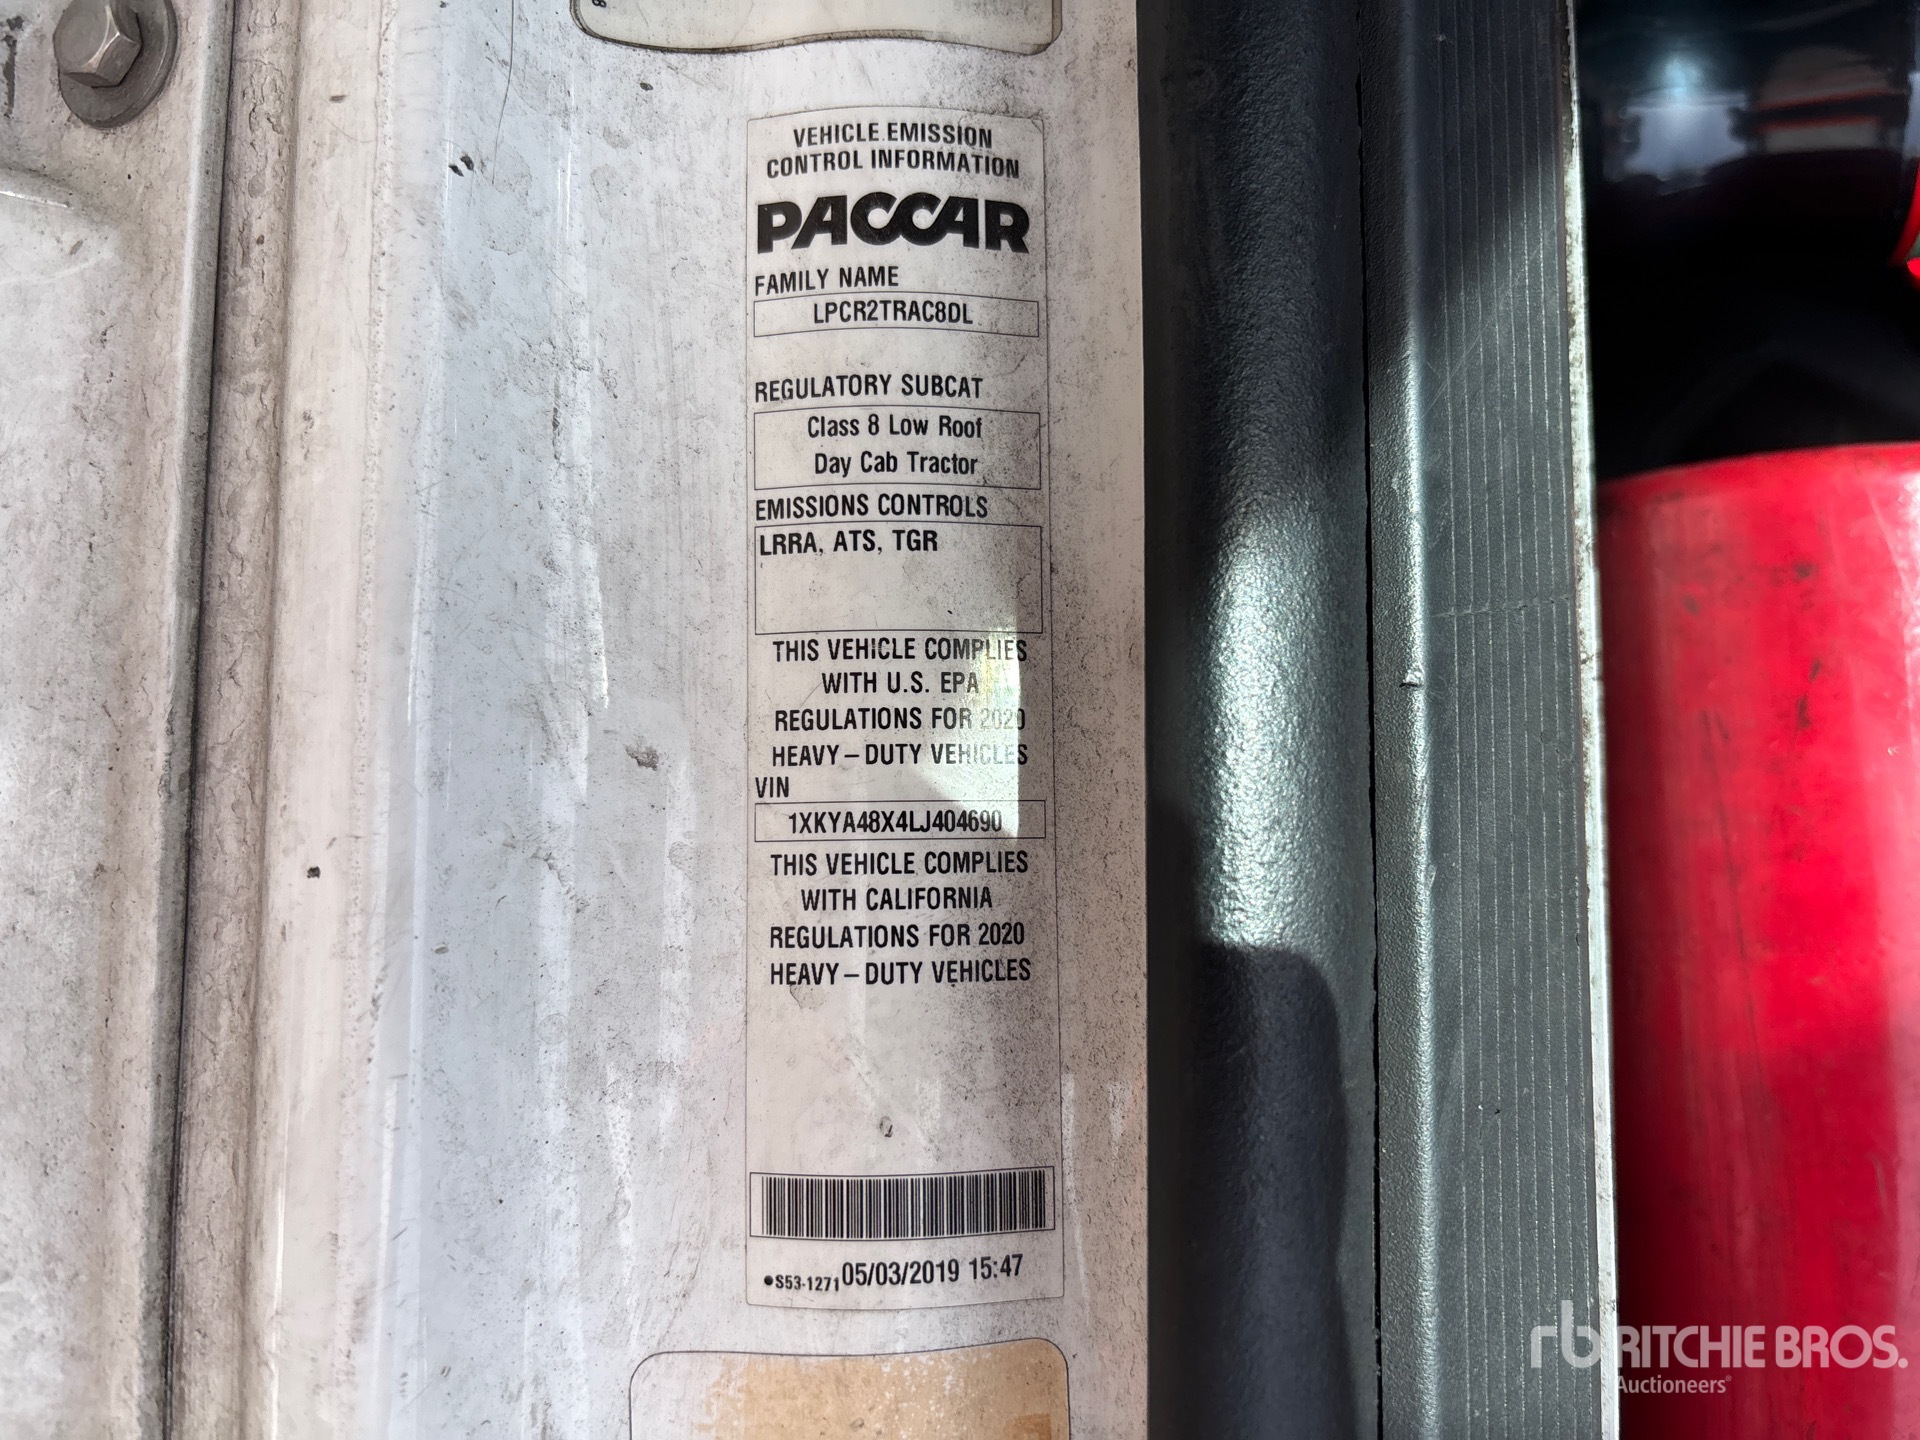 8
VEHICLE EMISSION
CONTROL INFORMATION
PACCAR
FAMILY NAME
LPCR2TRAC8DL
REGULATORY SUBCAT
Class 8 Low Roof
Day Cab Tractor
EMISSIONS CONTROLS
LRRA, ATS, TGR
THIS VEHICLE COMPLIES
WITH U.S. EPA
REGULATIONS FOR 2020
HEAVY-DUTY VEHICLES
VIN
1XKYA48X4LJ404690
THIS VEHICLE COMPLIES
WITH CALIFORNIA
REGULATIONS FOR 2020
HEAVY-DUTY VEHICLES
•S53-1271 05/03/2019 15:47
rb RITCHIE BROS.
Auctioneers®